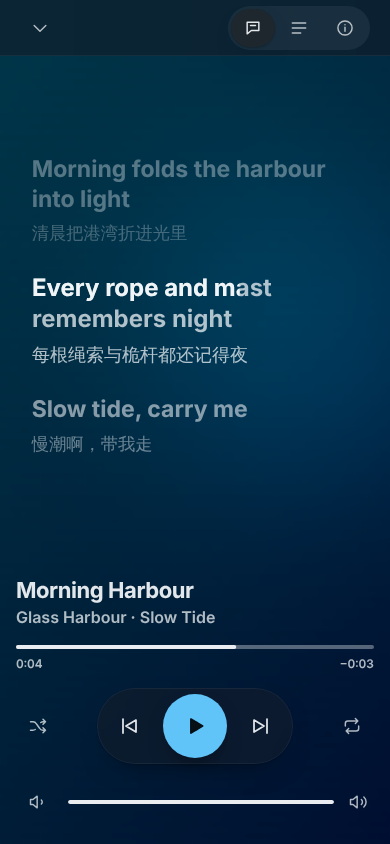 Morning folds the harbour
into light
清晨把港湾折进光里
Every rope and mast
remembers night
每根绳索与桅杆都还记得夜
Slow tide, carry me
慢潮啊，带我走
Morning Harbour
Glass Harbour · Slow Tide
0:04
−0:03